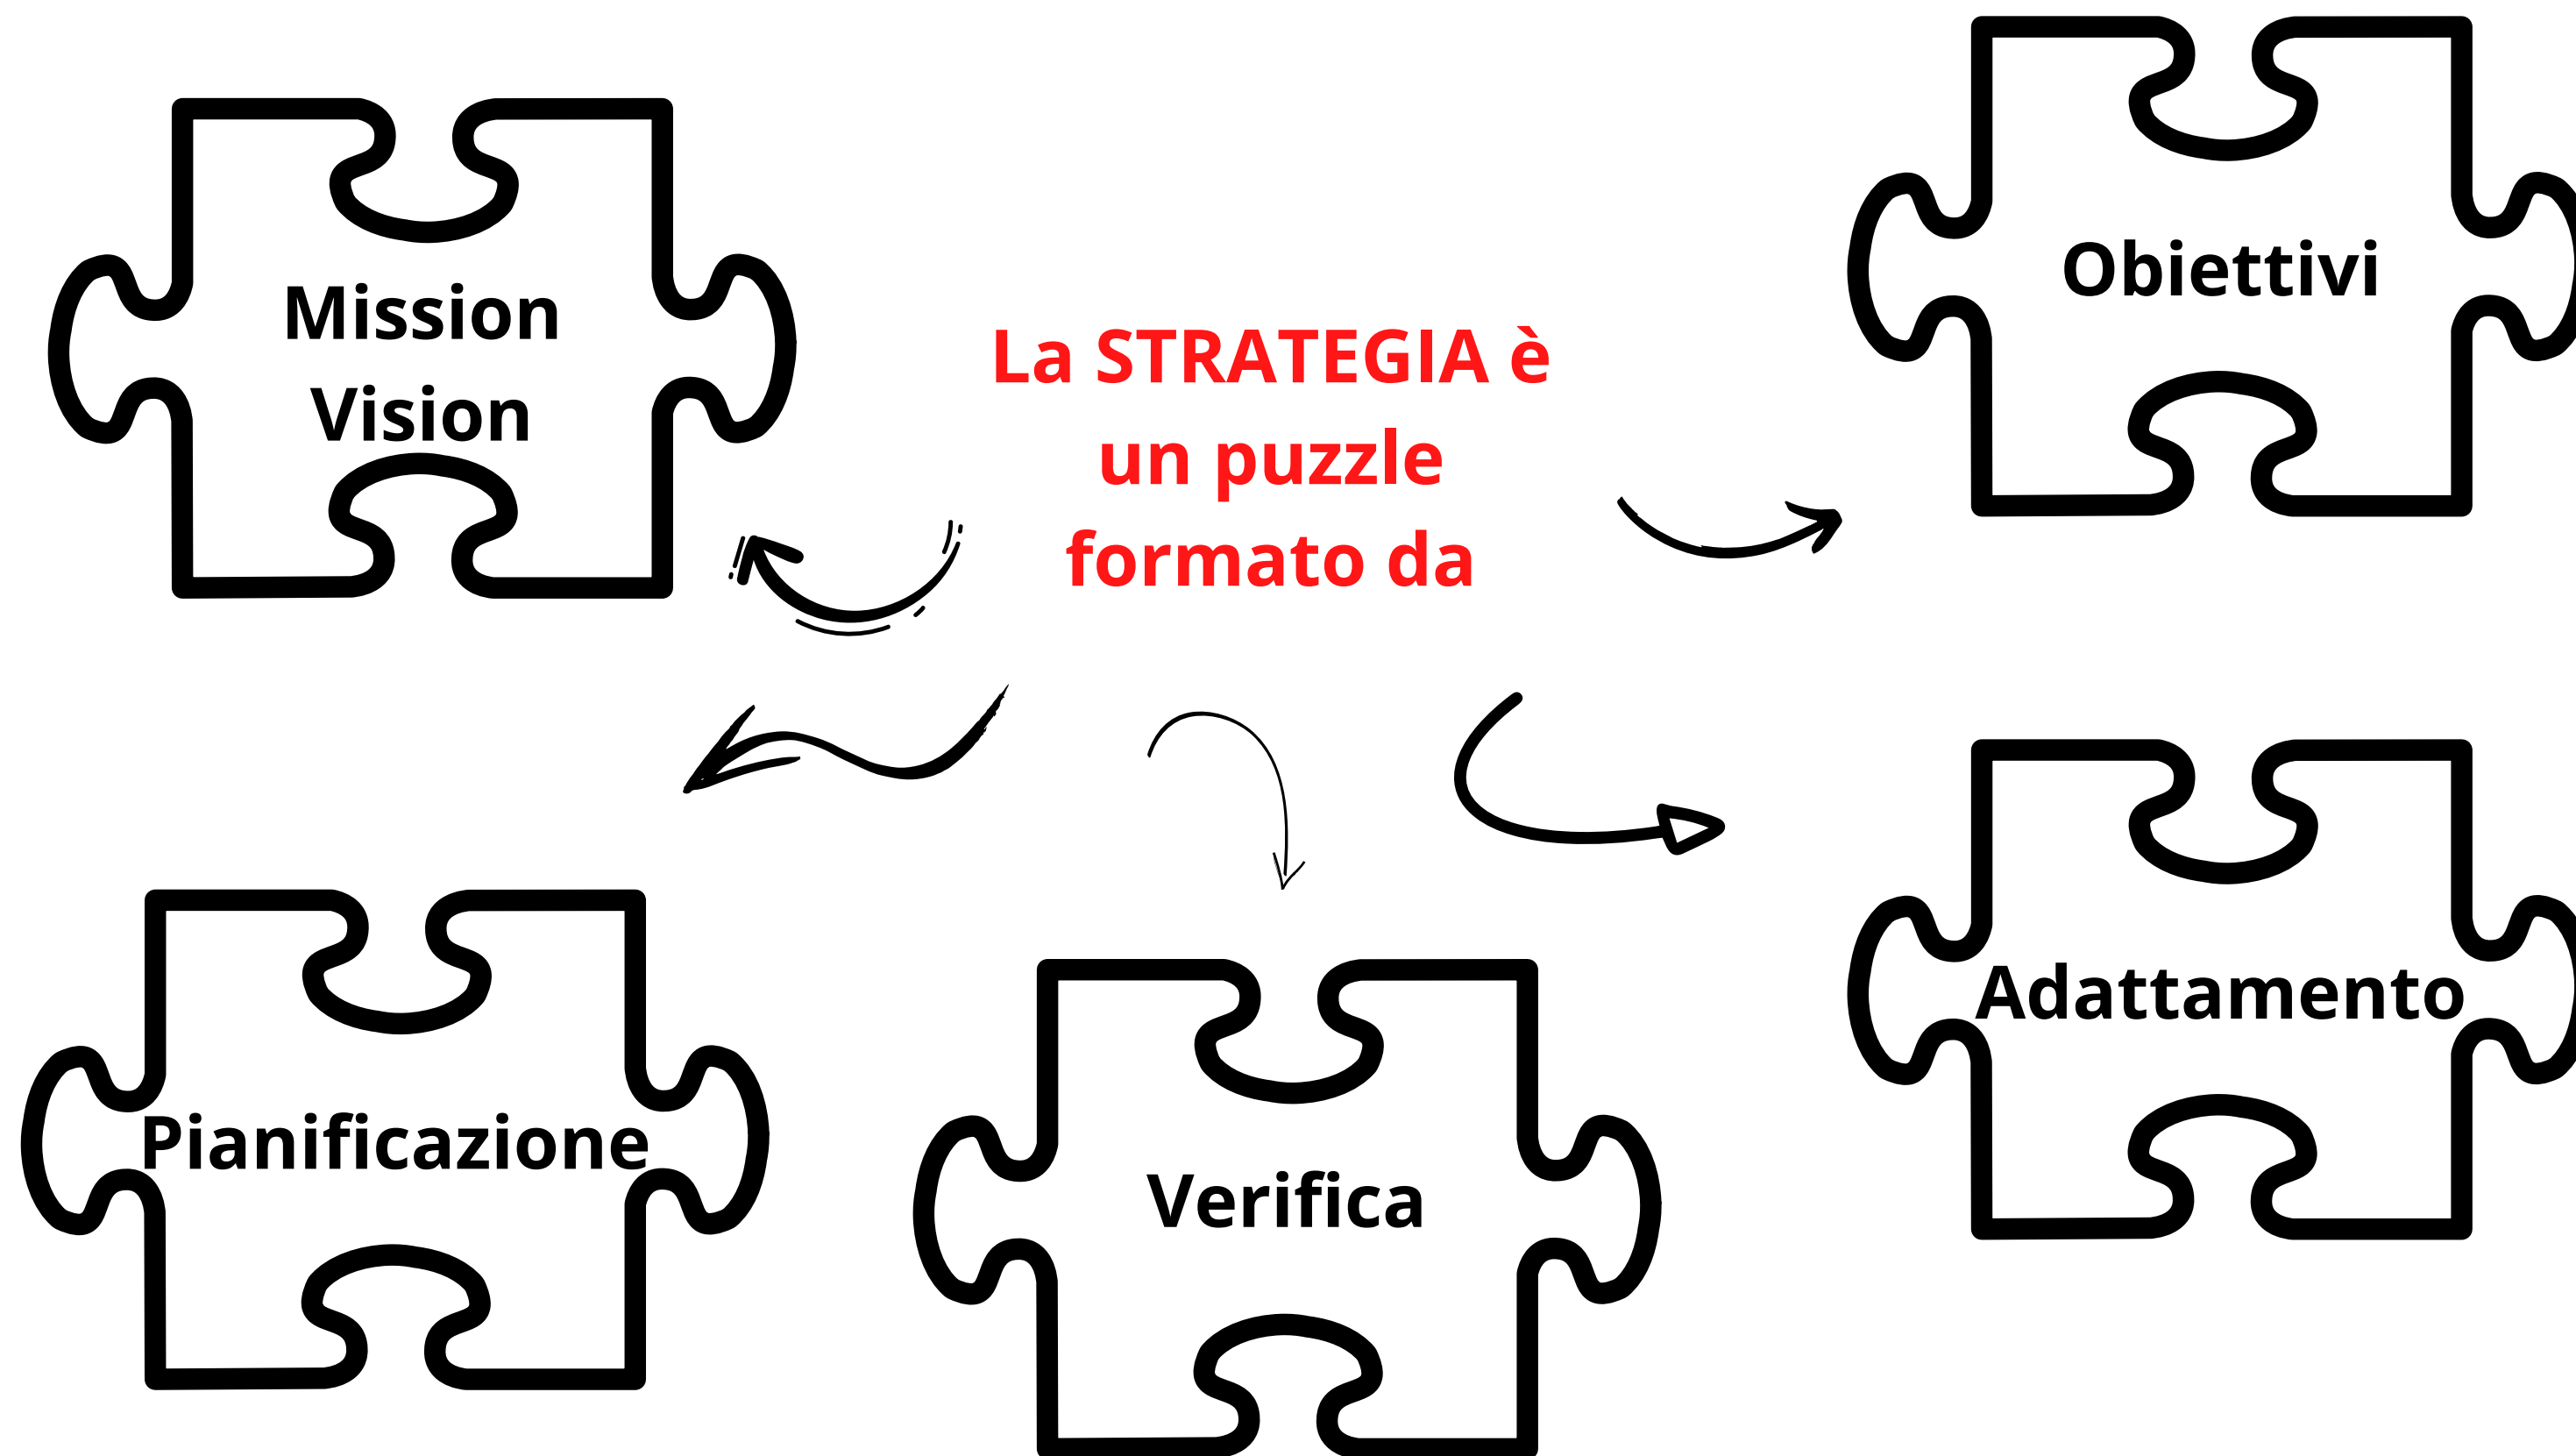 Mission
Vision
La STRATEGIA è
un puzzle
formato da
Obiettivi
Pianificazione
Verifica
Adattamento